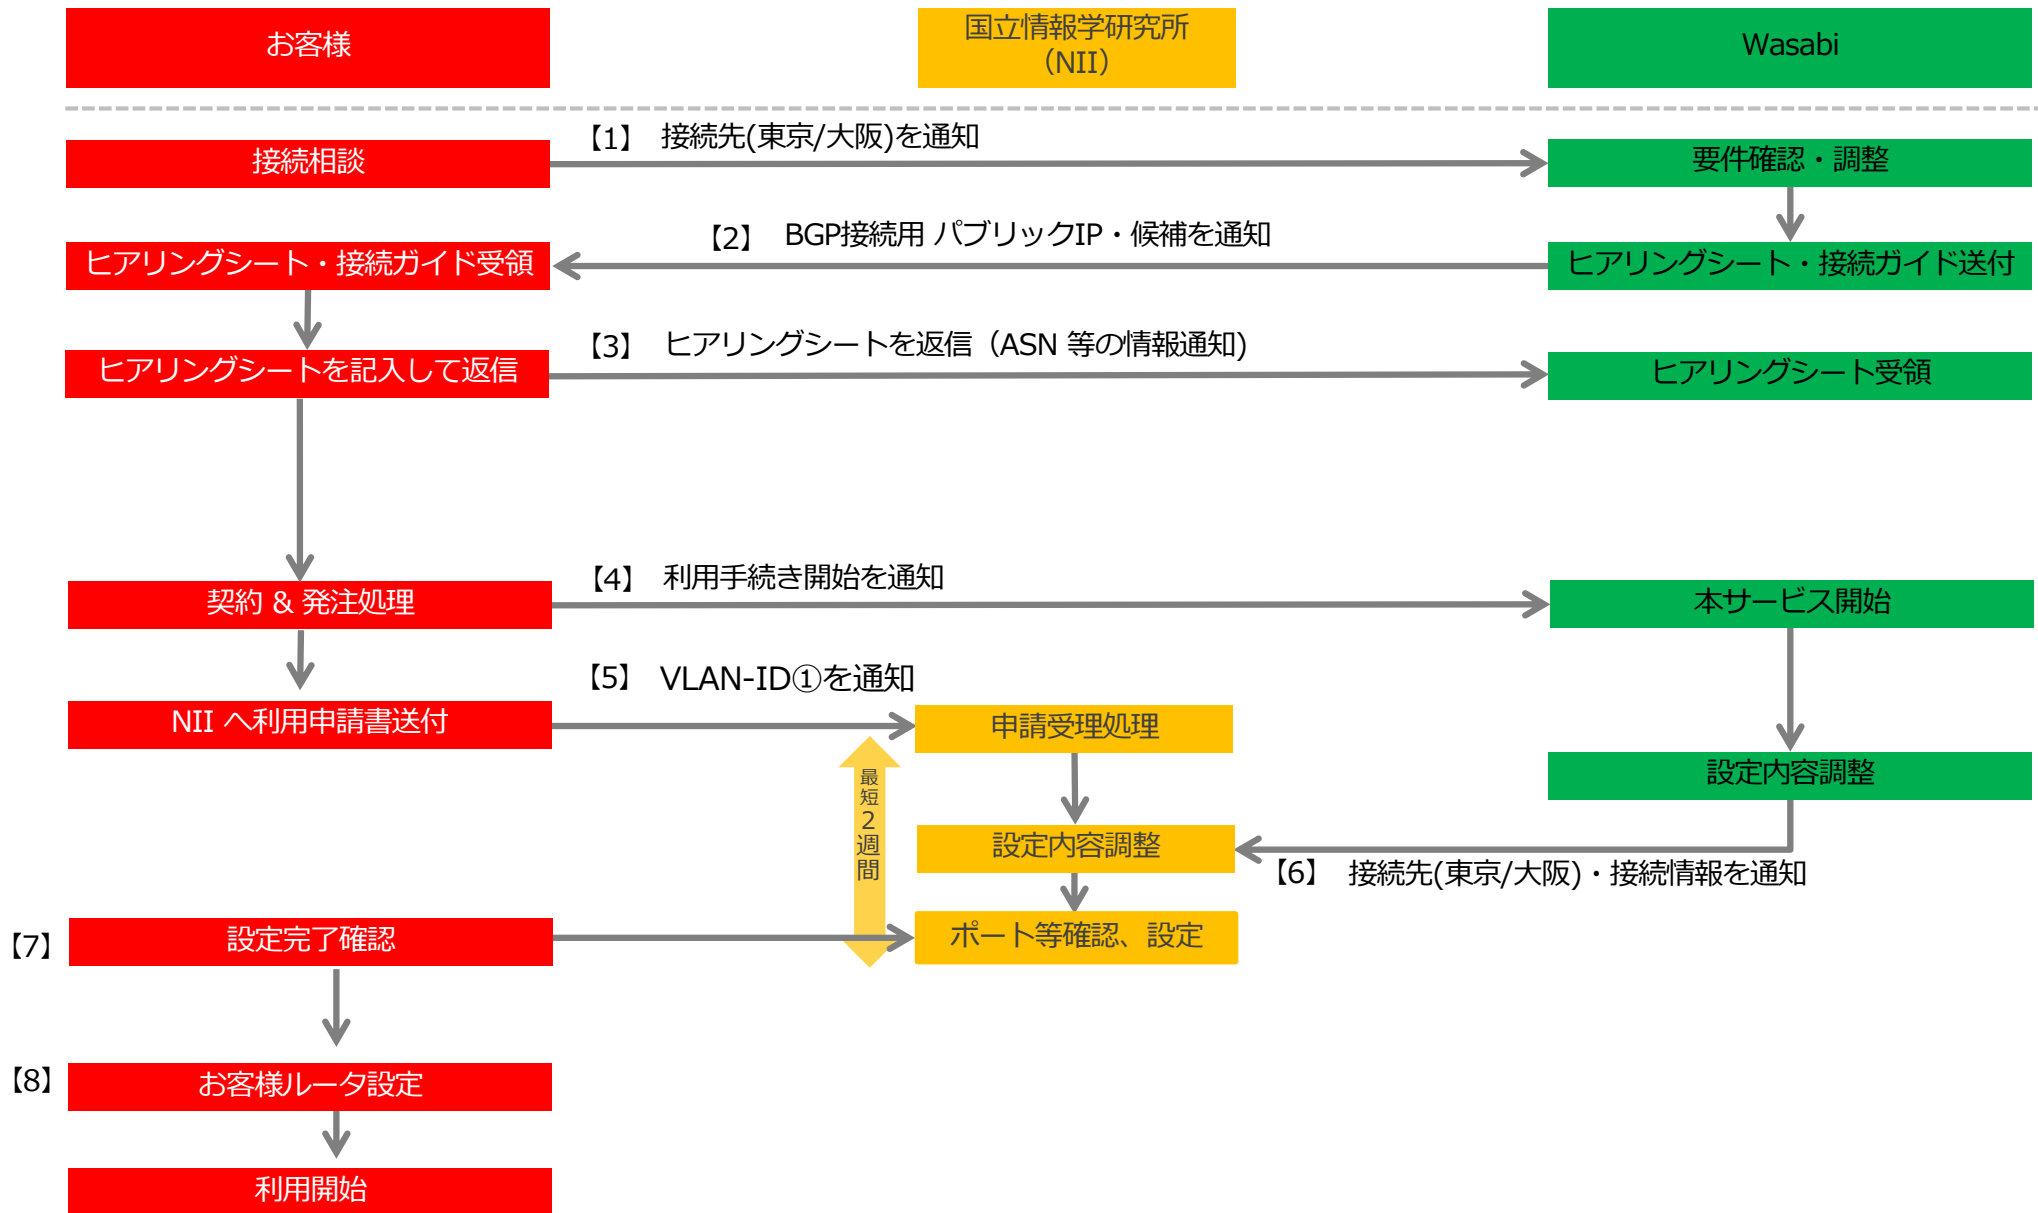 お客様
国立情報学研究所
（NII）
Wasabi
【1】 接続先(東京/大阪)を通知
接続相談
要件確認・調整
【2】 BGP接続用 パブリックIP・候補を通知
ヒアリングシート・接続ガイド受領
ヒアリングシート・接続ガイド送付
【3】 ヒアリングシートを返信（ASN 等の情報通知)
ヒアリングシートを記入して返信
ヒアリングシート受領
【4】 利用手続き開始を通知
契約 & 発注処理
本サービス開始
【5】 VLAN-ID①を通知
NII へ利用申請書送付
申請受理処理
最短2週間
設定内容調整
設定内容調整
【6】 接続先(東京/大阪)・接続情報を通知
【7】
設定完了確認
ポート等確認、設定
【8】
お客様ルータ設定
利用開始